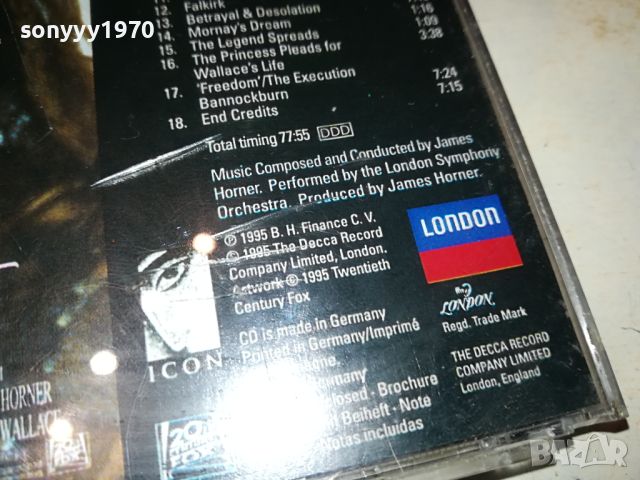 sonyyy1970
12. Falkirk
13. Betrayal & Desolation 1:16
14. Mornay's Dream 1:09
15. The Legend Spreads 3:38
16. The Princess Pleads for
Wallace's Life
17. 'Freedom'/The Execution 7:24
Bannockburn 7:15
18. End Credits
Total timing 77:55 DDD
Music Composed and Conducted by James
Horner. Performed by the London Symphony
Orchestra. Produced by James Horner.
℗ 1995 B. H. Finance C. V.
© 1995 The Decca Record
Company Limited, London.
Artwork © 1995 Twentieth
Century Fox
CD is made in Germany
Printed in Germany/Imprimé
Germany
Brochure
Beiheft · Note
Notas incluidas
ICON
LONDON
LONDON
Regd. Trade Mark
THE DECCA RECORD
COMPANY LIMITED
London, England
HORNER
WALLACE
BAZAR